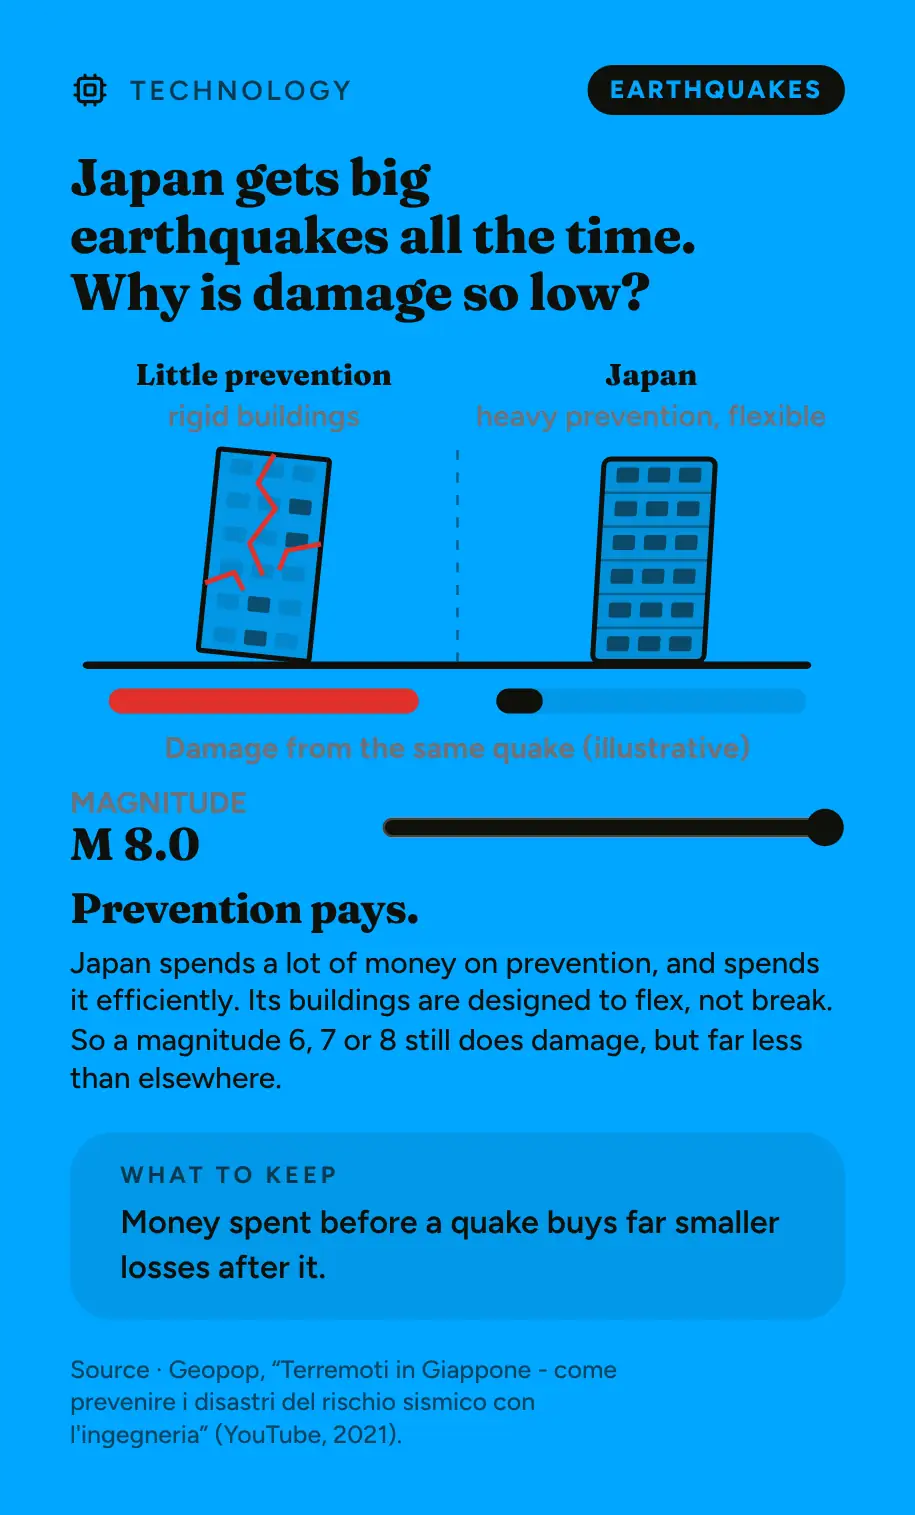 TECHNOLOGY
EARTHQUAKES
Japan gets big
earthquakes all the time.
Why is damage so low?
Little prevention
rigid buildings
Japan
heavy prevention, flexible
Damage from the same quake (illustrative)
MAGNITUDE
M 8.0
Prevention pays.
Japan spends a lot of money on prevention, and spends
it efficiently. Its buildings are designed to flex, not break.
So a magnitude 6, 7 or 8 still does damage, but far less
than elsewhere.
WHAT TO KEEP
Money spent before a quake buys far smaller
losses after it.
Source · Geopop, “Terremoti in Giappone - come
prevenire i disastri del rischio sismico con
l'ingegneria” (YouTube, 2021).